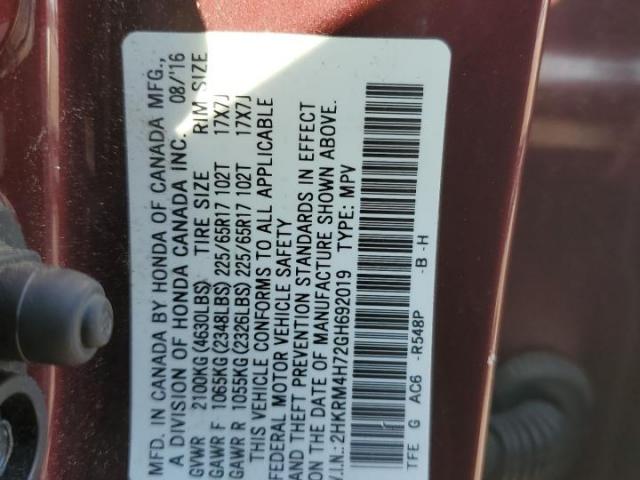 MFD. IN CANADA BY HONDA OF CANADA MFG.,
A DIVISION OF HONDA CANADA INC. 08/'16
GVWR 2100KG (4630LBS) TIRE SIZE RIM SIZE
GAWR F 1065KG (2348LBS) 225/65R17 102T 17X7J
GAWR R 1055KG (2326LBS) 225/65R17 102T 17X7J
THIS VEHICLE CONFORMS TO ALL APPLICABLE
FEDERAL MOTOR VEHICLE SAFETY
AND THEFT PREVENTION STANDARDS IN EFFECT
ON THE DATE OF MANUFACTURE SHOWN ABOVE.
V.I.N.: 2HKRM4H72GH692019 TYPE: MPV
TFE G AC6 -R548P -B-H